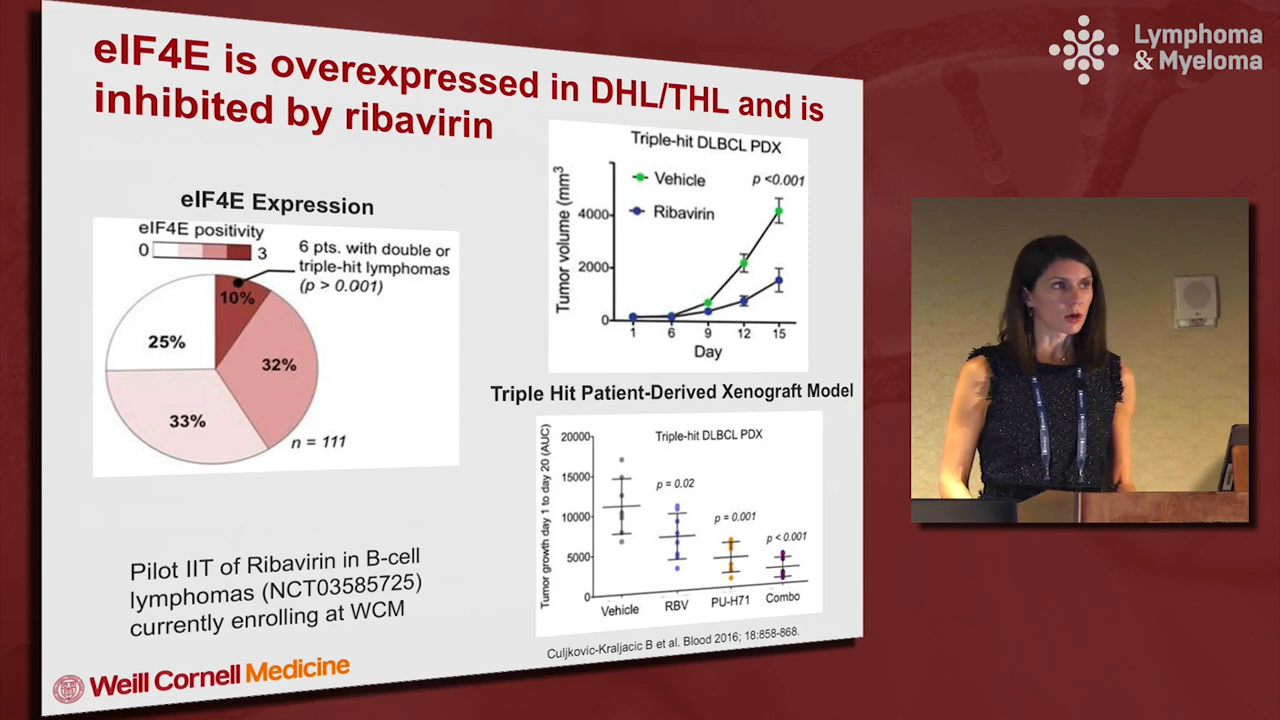 eIF4E is overexpressed in DHL/THL and is
inhibited by ribavirin
eIF4E Expression
eIF4E positivity
0 3
6 pts. with double or
triple-hit lymphomas
(p > 0.001)
10%
25%
32%
33%
n = 111
Triple-hit DLBCL PDX
Vehicle
p <0.001
Ribavirin
Tumor volume (mm3
4000
2000
0
1 6 9 12 15
Day
Triple Hit Patient-Derived Xenograft Model
Triple-hit DLBCL PDX
Tumor growth day 1 to day 20 (AUC)
20000
15000
10000
5000
0
p = 0.02
p = 0.001
p < 0.001
Vehicle RBV PU-H71 Combo
Pilot IIT of Ribavirin in B-cell
lymphomas (NCT03585725)
currently enrolling at WCM
Culjkovic-Kraljacic B et al. Blood 2016; 18:858-868.
Weill Cornell Medicine
Lymphoma
& Myeloma